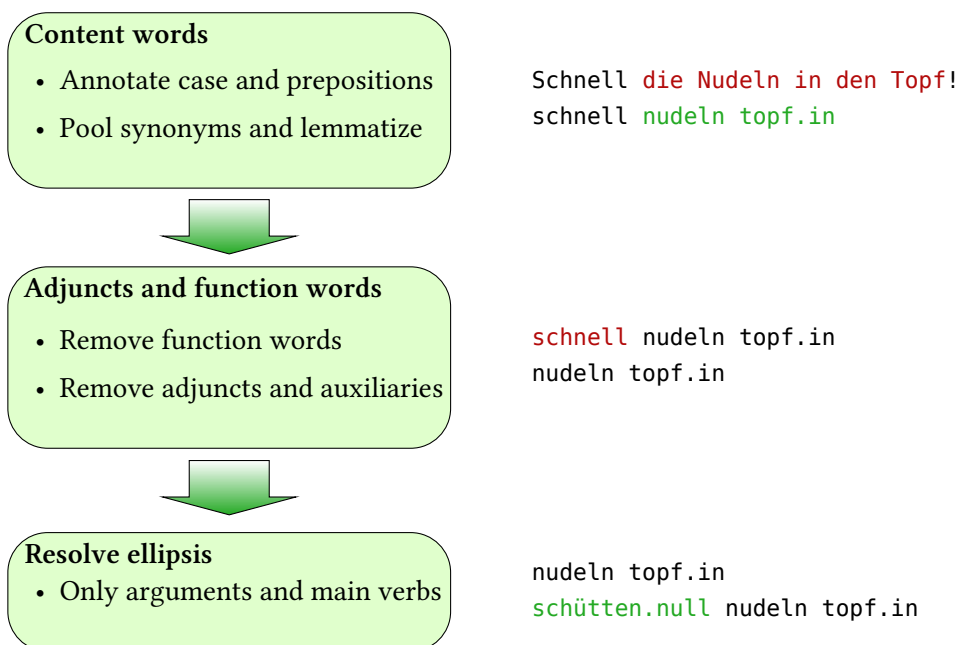 Content words
• Annotate case and prepositions
• Pool synonyms and lemmatize
Schnell die Nudeln in den Topf!
schnell nudeln topf.in
Adjuncts and function words
• Remove function words
• Remove adjuncts and auxiliaries
schnell nudeln topf.in
nudeln topf.in
Resolve ellipsis
• Only arguments and main verbs
nudeln topf.in
schütten.null nudeln topf.in